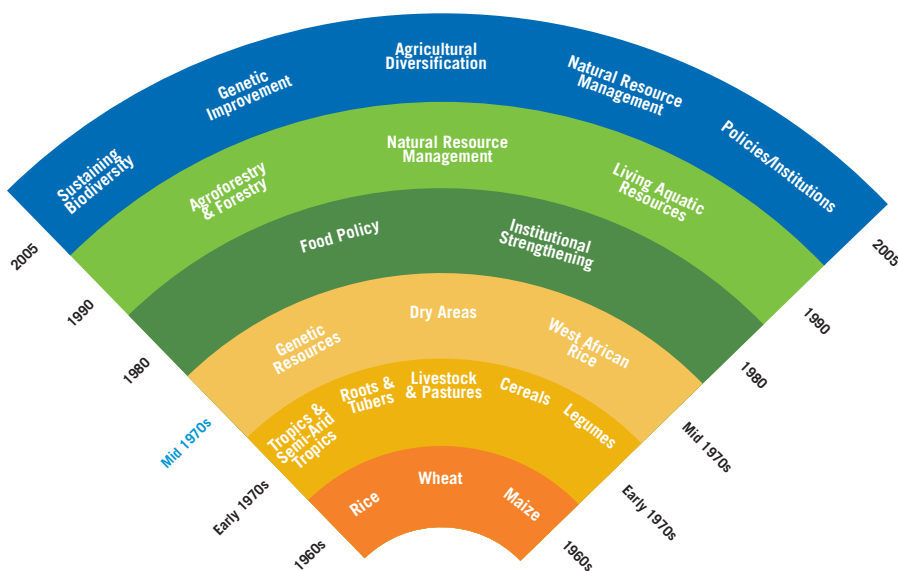 Agricultural
Diversification
Genetic
Improvement
Natural Resource
Management
Sustaining
Biodiversity
Policies/Institutions
2005
2005
Natural Resource
Management
Agroforestry
& Forestry
Living Aquatic
Resources
1990
1990
Food Policy
Institutional
Strengthening
1980
1980
Dry Areas
Genetic
Resources
West African
Rice
Mid 1970s
Mid 1970s
Tropics &
Semi-Arid
Tropics
Roots &
Tubers
Livestock
& Pastures
Cereals
Legumes
Early 1970s
Early 1970s
Rice
Wheat
Maize
1960s
1960s